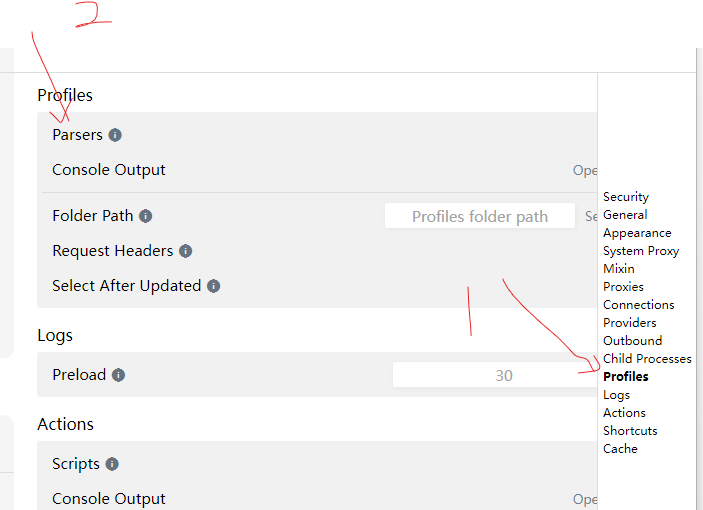 2
Profiles
Parsers
Console Output
Ope
Folder Path
Profiles folder path
Se
Request Headers
Select After Updated
1
Logs
Preload
30
Actions
Scripts
Console Output
Ope
Security
General
Appearance
System Proxy
Mixin
Proxies
Connections
Providers
Outbound
Child Processes
Profiles
Logs
Actions
Shortcuts
Cache